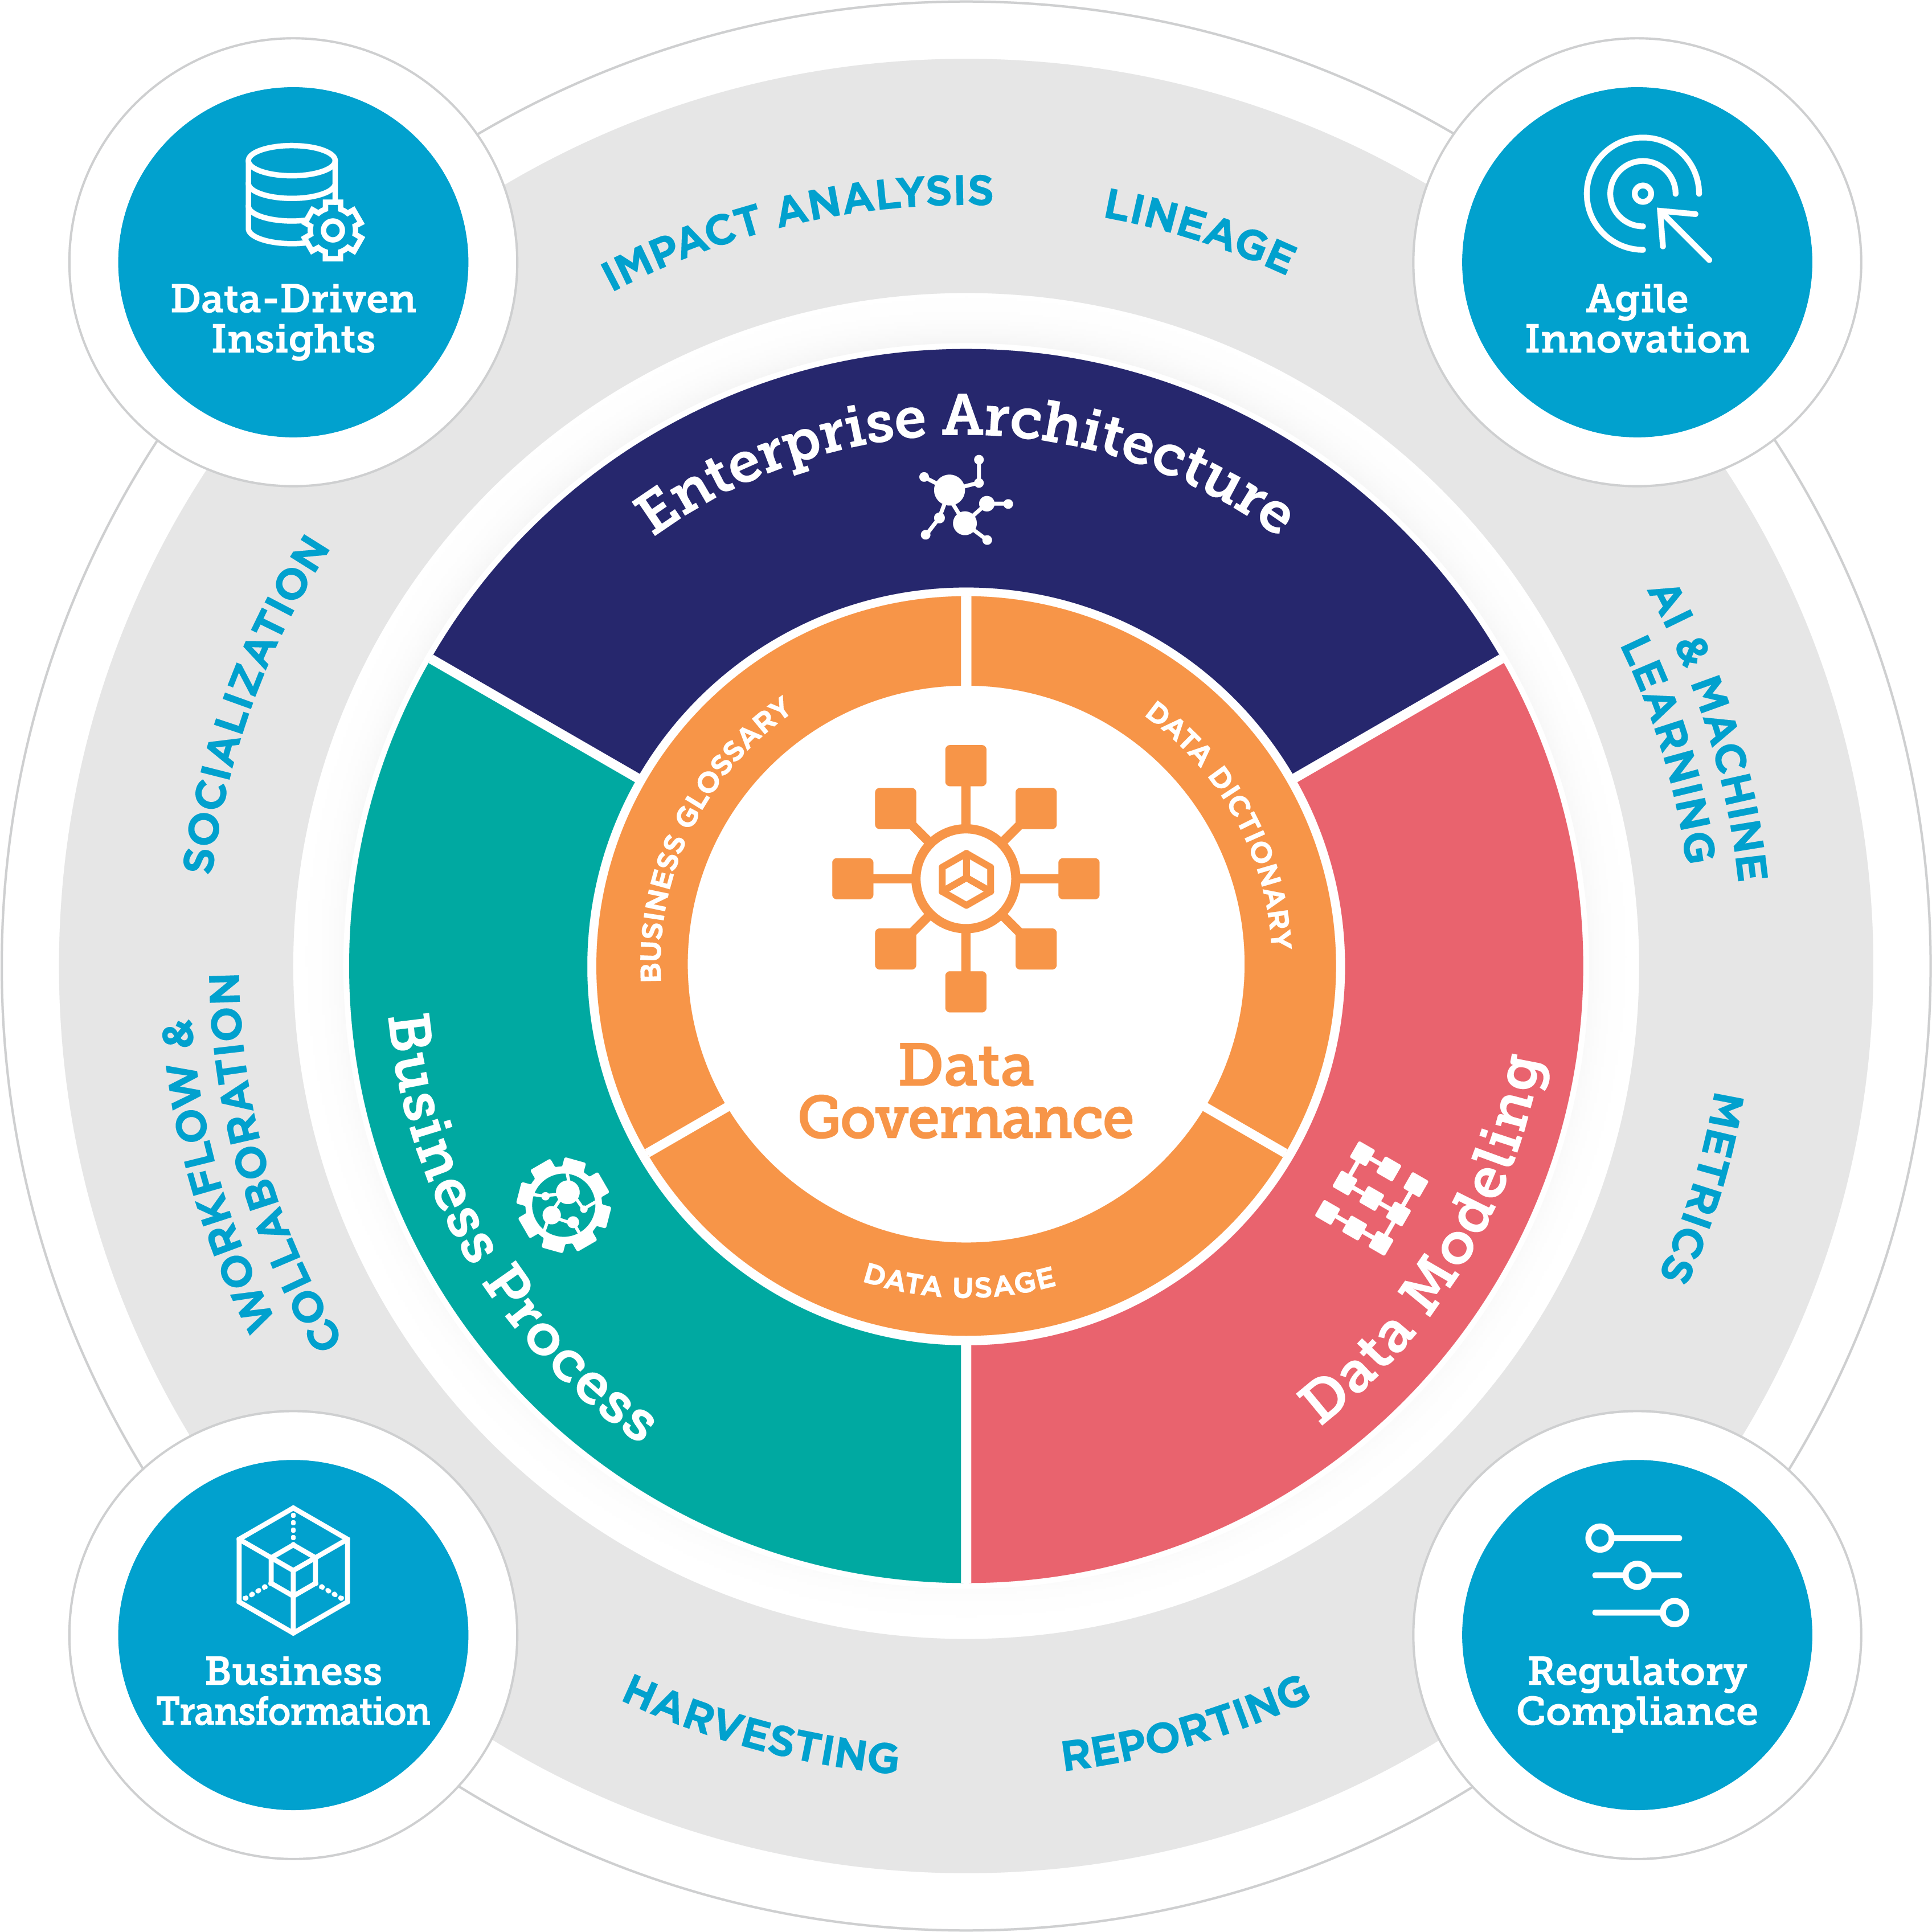 Data-Driven
Insights
IMPACT ANALYSIS
LINEAGE
Agile
Innovation
Enterprise Architecture
SOCIALIZATION
AI & MACHINE
LEARNING
BUSINESS GLOSSARY
DATA DICTIONARY
Data
Governance
WORKFLOW &
COLLABORATION
Business Process
DATA USAGE
Data Modeling
METRICS
Business
Transformation
HARVESTING
REPORTING
Regulatory
Compliance